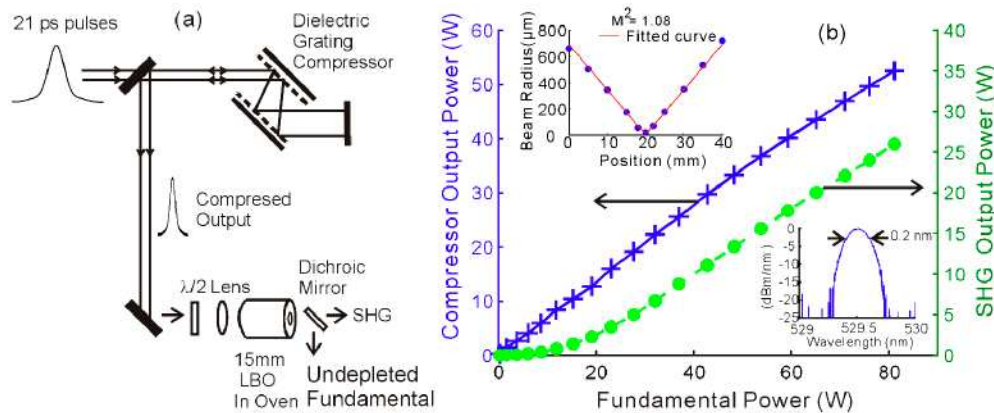 (a)
21 ps pulses
Dielectric
Grating
Compressor
Compresed
Output
λ/2 Lens
Dichroic
Mirror
SHG
15mm
LBO
In Oven
Undepleted
Fundamental
(b)
Compressor Output Power (W)
60
50
40
30
20
10
0
0
20
40
60
80
Fundamental Power (W)
SHG Output Power (W)
40
35
30
25
20
15
10
5
0
M²= 1.08
Fitted curve
Beam Radius(µm)
800
600
400
200
0
0
10
20
30
40
Position (mm)
0.2 nm
(dBm/nm)
0
-5
-10
-15
-20
-25
529
529.5
530
Wavelength (nm)